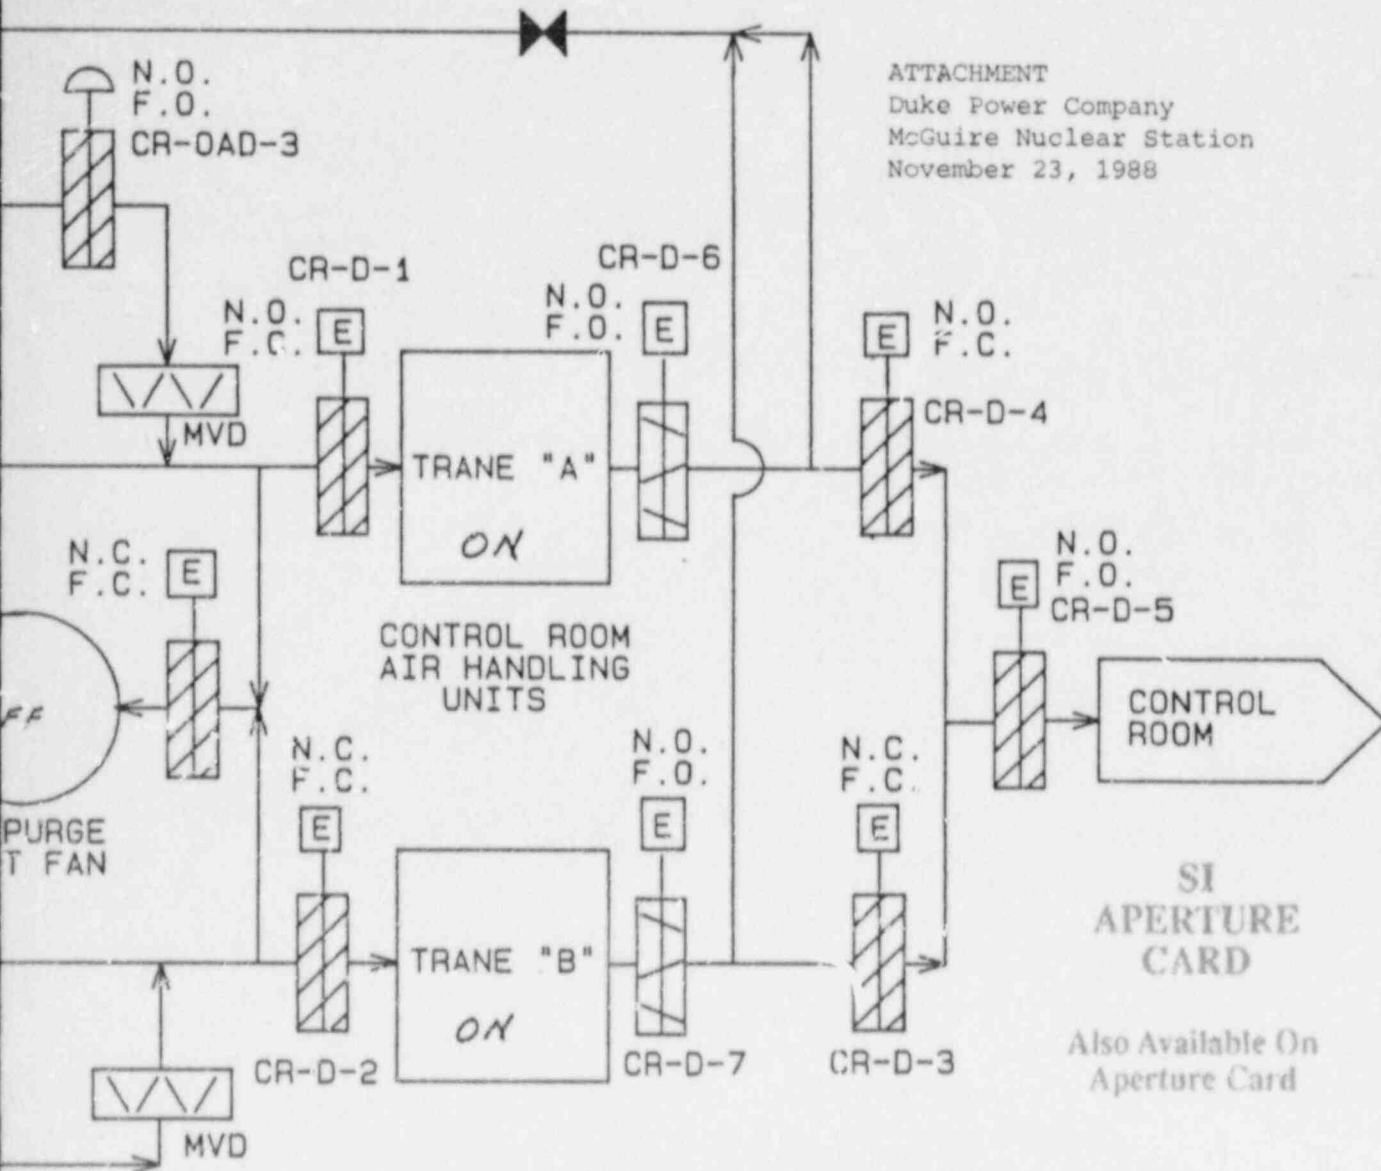 ATTACHMENT
Duke Power Company
McGuire Nuclear Station
November 23, 1988
N.O.
F.O.
CR-OAD-3
MVD
CR-D-1
N.O.
F.C.
E
CR-D-6
N.O.
F.O.
E
N.O.
F.C.
E
CR-D-4
TRANE "A"
ON
N.C.
F.C.
E
CONTROL ROOM
AIR HANDLING
UNITS
N.O.
F.O.
CR-D-5
E
CONTROL
ROOM
FF
PURGE
T FAN
N.C.
F.C.
E
N.O.
F.O.
E
N.C.
F.C.
E
TRANE "B"
ON
CR-D-2
CR-D-7
CR-D-3
MVD
SI
APERTURE
CARD
Also Available On
Aperture Card